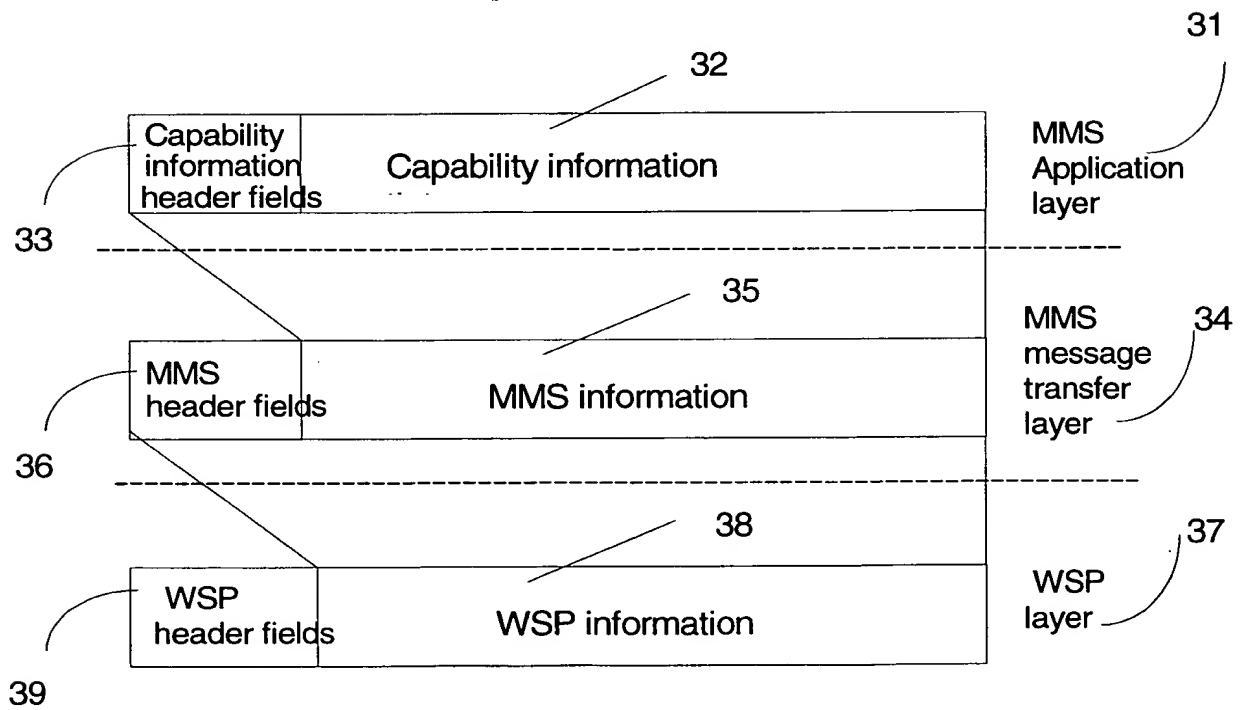 31
32
Capability
information
header fields
Capability information
MMS
Application
layer
33
35
MMS
header fields
MMS information
MMS
message
transfer
layer
34
36
38
37
WSP
header fields
WSP information
WSP
layer
39